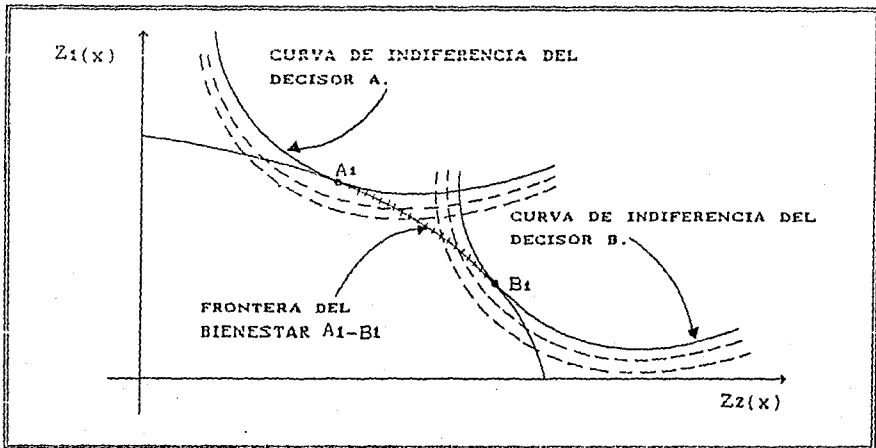 Z1(x)
CURVA DE INDIFERENCIA DEL
DECISOR A.
A1
CURVA DE INDIFERENCIA DEL
DECISOR B.
B1
FRONTERA DEL
BIENESTAR A1-B1
Z2(x)